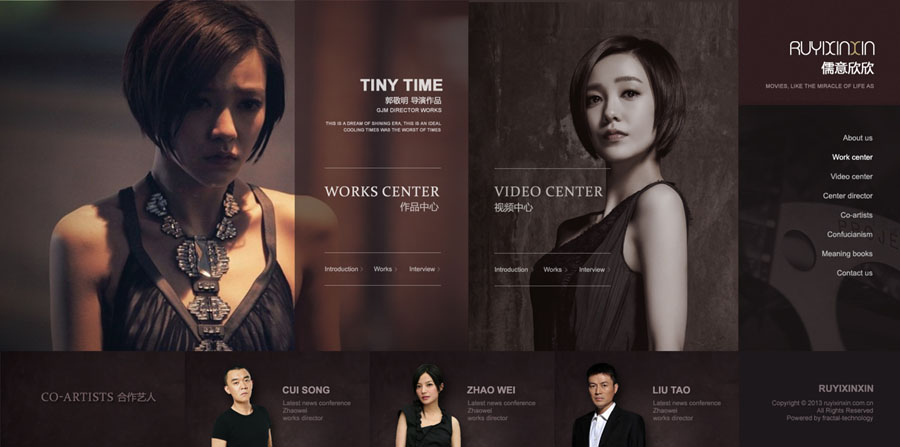 TINY TIME
郭敬明 导演作品
GJM DIRECTOR WORKS
THIS IS A DREAM OF SHINING ERA, THIS IS AN IDEAL
COOLING TIMES WAS THE WORST OF TIMES
WORKS CENTER
作品中心
Introduction
Works
Interview
VIDEO CENTER
视频中心
Introduction
Works
Interview
RUYIXINXIN
儒意欣欣
MOVIES, LIKE THE MIRACLE OF LIFE AS
About us
Work center
Video center
Center director
Co-artists
Confucianism
Meaning books
Contact us
CO-ARTISTS 合作艺人
CUI SONG
Latest news conference
Zhaowei
works director
ZHAO WEI
Latest news conference
Zhaowei
works director
LIU TAO
Latest news conference
Zhaowei
works director
RUYIXINXIN
Copyright © 2013 ruyixinxin.com.cn
All Rights Reserved
Powered by fractal-technology